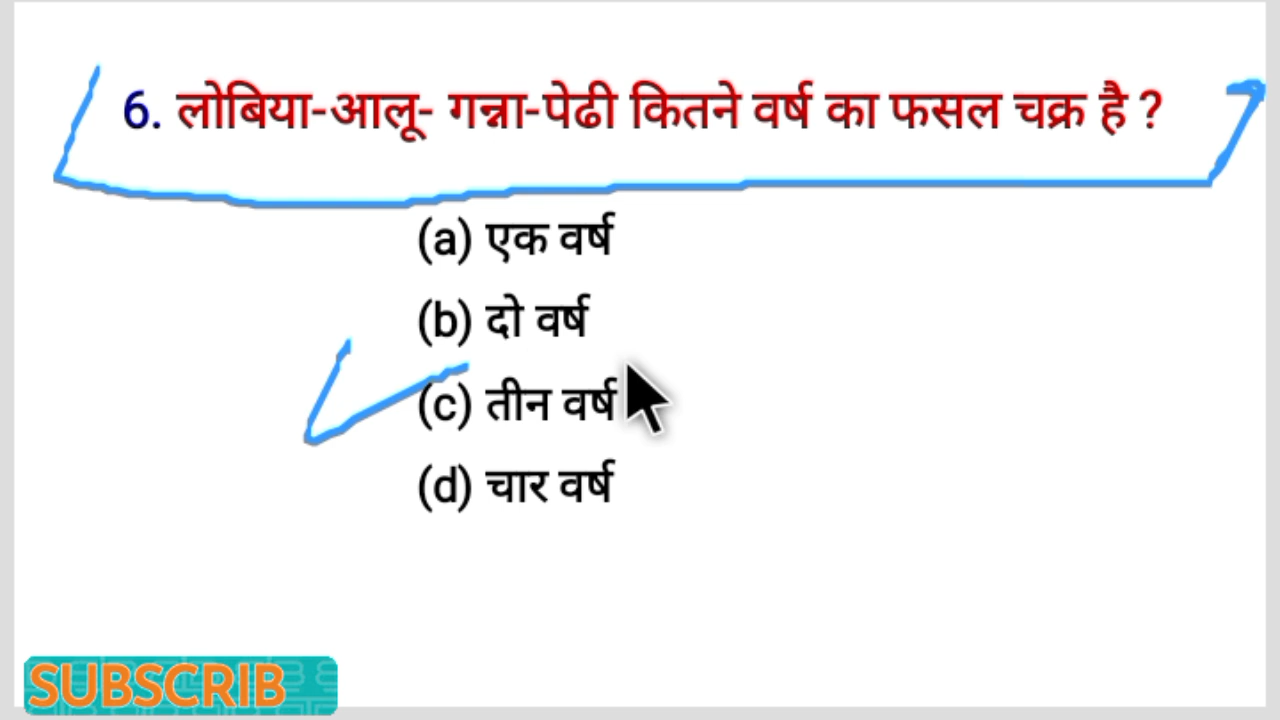 6. लोबिया-आलू- गन्ना-पेढी कितने वर्ष का फसल चक्र है ?
(a) एक वर्ष
(b) दो वर्ष
(c) तीन वर्ष
(d) चार वर्ष
SUBSCRIB